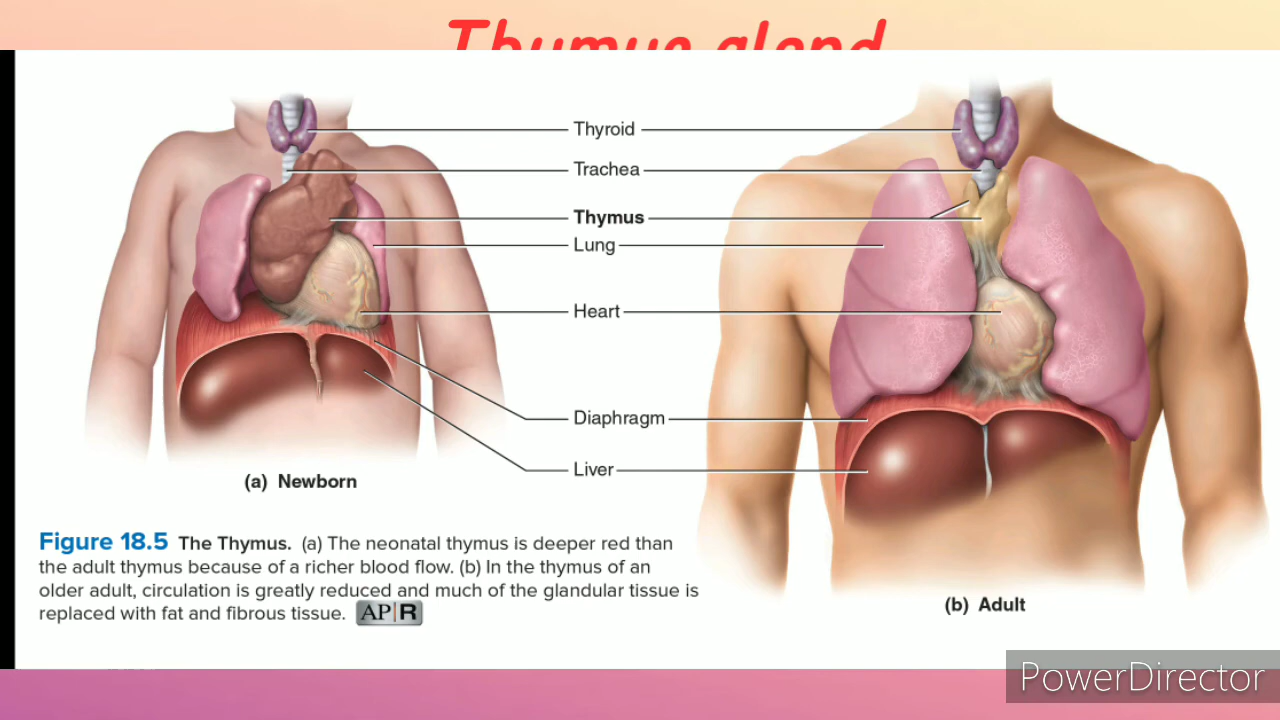 Thymus gland
Thyroid
Trachea
Thymus
Lung
Heart
Diaphragm
Liver
(a) Newborn
Figure 18.5 The Thymus. (a) The neonatal thymus is deeper red than
the adult thymus because of a richer blood flow. (b) In the thymus of an
older adult, circulation is greatly reduced and much of the glandular tissue is
replaced with fat and fibrous tissue. AP|R
(b) Adult
PowerDirector